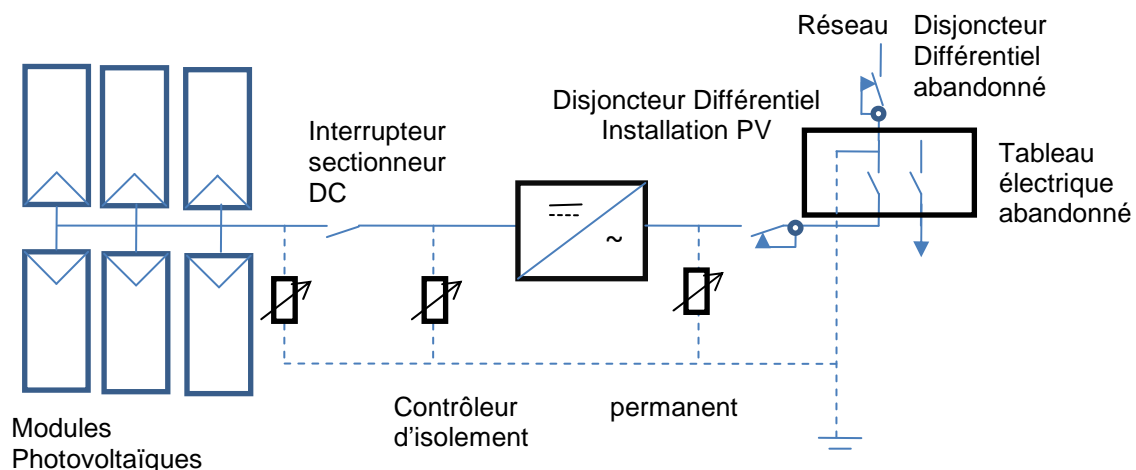 Réseau
Disjoncteur
Différentiel
abandonné
Disjoncteur Différentiel
Installation PV
Interrupteur
sectionneur
DC
Tableau
électrique
abandonné
~
Contrôleur permanent
d'isolement
Modules
Photovoltaïques